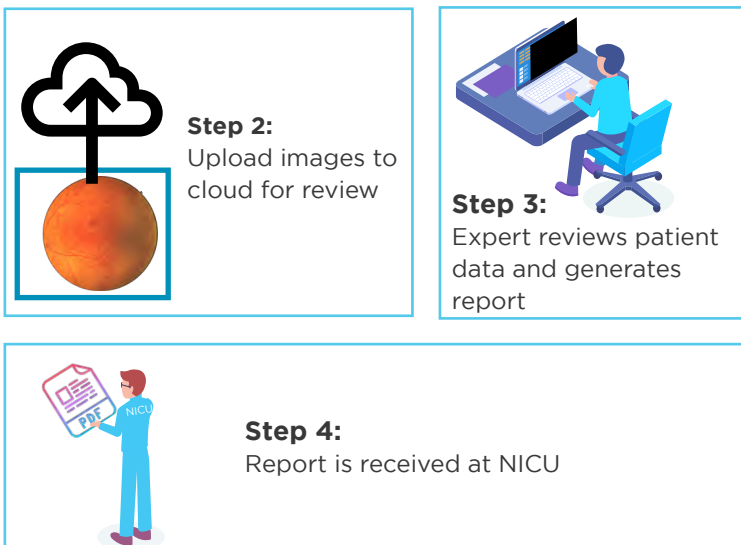 Step 2:
Upload images to
cloud for review
Step 3:
Expert reviews patient
data and generates
report
PDF
NICU
Step 4:
Report is received at NICU